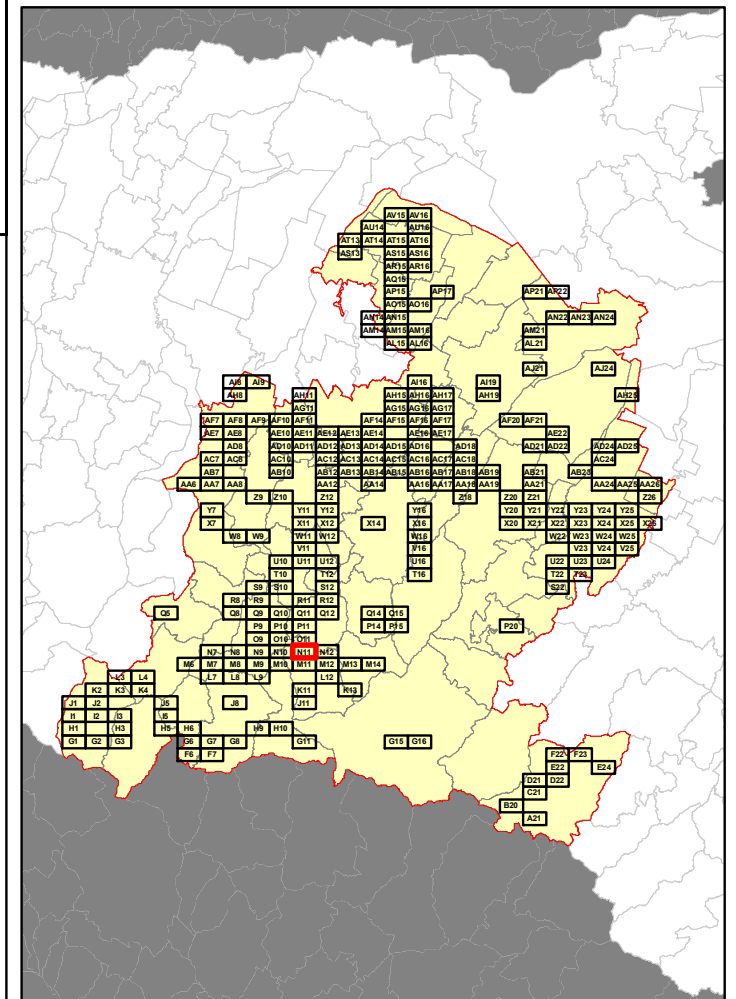 AV15 AV16
AU14 AU16
AT13 AT14 AT15 AT16
AS13 AS15 AS16
AR15 AR16
AQ15
AP15 AP17 AP21 AP22
AO15 AO16
AN14 AN15 AN22 AN23 AN24
AM14 AM15 AM16 AM21
AL15 AL16 AL21
AJ21 AJ24
AI8 AI9 AI16 AI19
AH8 AH11 AH15 AH16 AH17 AH19 AH25
AG11 AG15 AG16 AG17
AF7 AF8 AF9 AF10 AF11 AF14 AF15 AF16 AF17 AF20 AF21
AE7 AE8 AE10 AE11 AE12 AE13 AE14 AE16 AE17 AE22
AD8 AD10 AD11 AD12 AD13 AD14 AD15 AD16 AD18 AD21 AD22 AD24 AD25
AC7 AC8 AC10 AC12 AC13 AC14 AC15 AC16 AC17 AC18 AC24
AB7 AB10 AB12 AB13 AB14 AB15 AB16 AB17 AB18 AB19 AB21 AB23
AA6 AA7 AA8 AA12 AA14 AA16 AA17 AA18 AA19 AA21 AA24 AA25 AA26
Z9 Z10 Z12 Z18 Z20 Z21 Z26
Y7 Y11 Y12 Y16 Y20 Y21 Y22 Y23 Y24 Y25
X7 X11 X12 X14 X16 X20 X21 X22 X23 X24 X25 X26
W8 W9 W11 W12 W16 W22 W23 W24 W25
V11 V16 V23 V24 V25
U10 U11 U12 U16 U22 U23 U24
T10 T12 T16 T22 T23
S9 S10 S12 S22
R8 R9 R11 R12
Q5 Q8 Q9 Q10 Q11 Q12 Q14 Q15
P9 P10 P11 P14 P15 P20
O9 O10 O11
N7 N8 N9 N10 N11 N12
M6 M7 M8 M9 M10 M11 M12 M13 M14
L3 L4 L7 L8 L9 L12
K2 K3 K4 K11 K13
J1 J2 J5 J8 J11
I1 I2 I3 I5
H1 H3 H5 H6 H9 H10
G1 G2 G3 G6 G7 G8 G11 G15 G16
F6 F7 F22 F23
E22 E24
D21 D22
C21
B20
A21